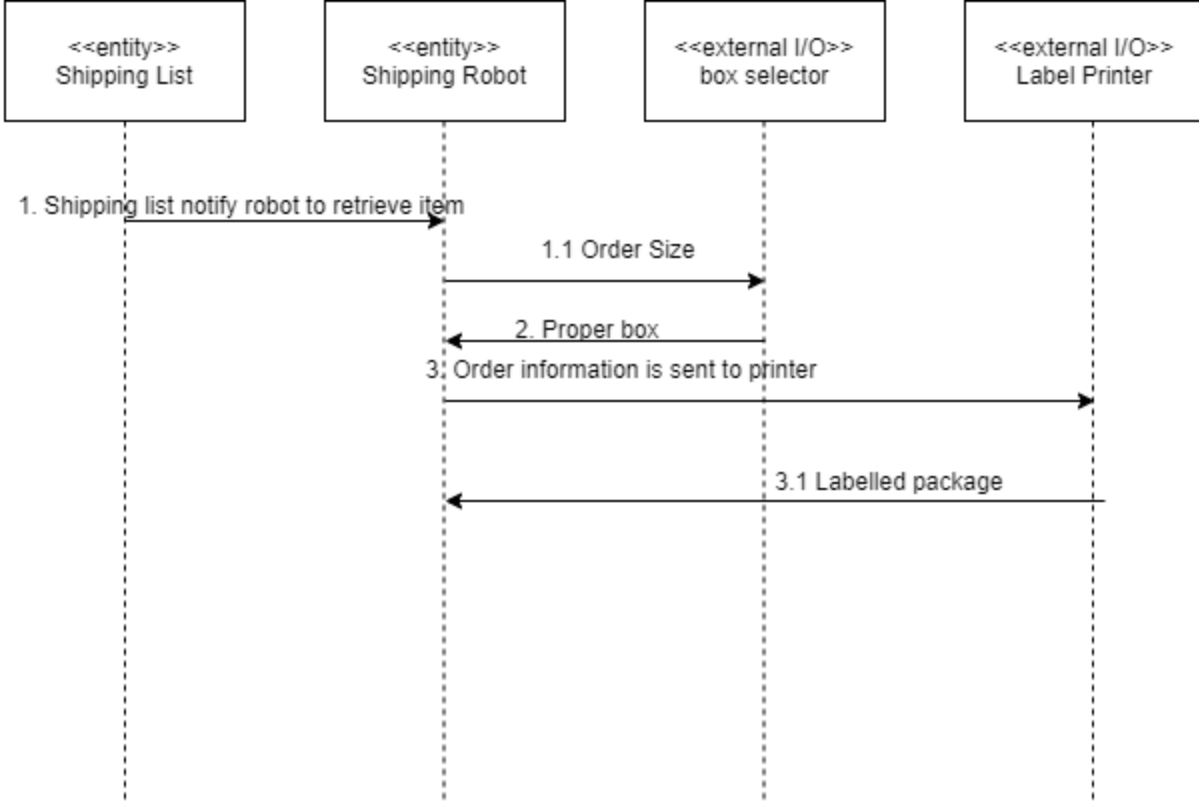 <<entity>>
Shipping List
<<entity>>
Shipping Robot
<<external I/O>>
box selector
<<external I/O>>
Label Printer
1. Shipping list notify robot to retrieve item
1.1 Order Size
2. Proper box
3. Order information is sent to printer
3.1 Labelled package